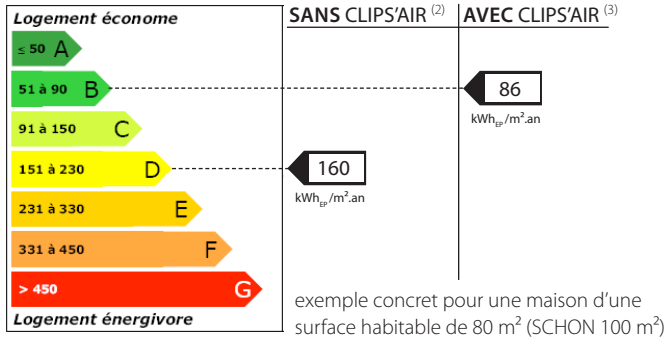 Logement économe
SANS CLIPS'AIR (2)
AVEC CLIPS'AIR (3)
≤ 50 A
51 à 90 B
86
kWhEP/m².an
91 à 150 C
151 à 230 D
160
kWhEP/m².an
231 à 330 E
331 à 450 F
> 450 G
Logement énergivore
exemple concret pour une maison d'une
surface habitable de 80 m² (SCHON 100 m²)